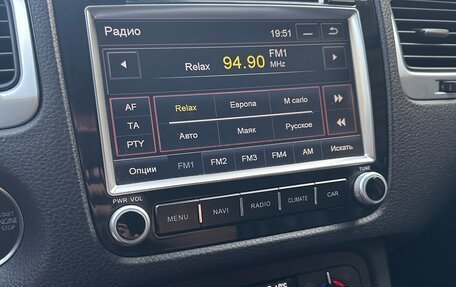 Радио 19:51
FM1
Relax 94.90 MHz
AF Relax Европа M carlo
TA Авто Маяк Русское
PTY
Опции FM1 FM2 FM3 FM4 AM Искать
PWR VOL TUNE
MENU NAVI RADIO CLIMATE CAR
START
ENGINE
STOP